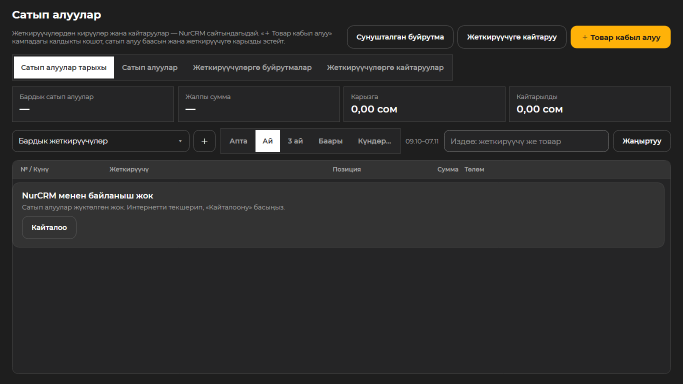 Сатып алуулар
Жеткирүүчүлөрдөн кирүүлөр жана кайтаруулар — NurCRM сайтындагыдай. «＋ Товар кабыл алуу»
кампадагы калдыкты кошот, сатып алуу баасын жана жеткирүүчүгө карызды эстейт.
Сунушталган буйрутма
Жеткирүүчүгө кайтаруу
＋ Товар кабыл алуу
Сатып алуулар тарыхы
Сатып алуулар
Жеткирүүчүлөргө буйрутмалар
Жеткирүүчүлөргө кайтаруулар
Бардык сатып алуулар
—
Жалпы сумма
—
Карызга
0,00 сом
Кайтарылды
0,00 сом
Бардык жеткирүүчүлөр
+
Апта
Ай
3 ай
Баары
Күндөр...
09.10–07.11
Издөө: жеткирүүчү же товар
Жаңыртуу
№ / Күнү
Жеткирүүчү
Позиция
Сумма
Төлөм
NurCRM менен байланыш жок
Сатып алуулар жүктөлгөн жок. Интернетти текшерип, «Кайталоону» басыңыз.
Кайталоо